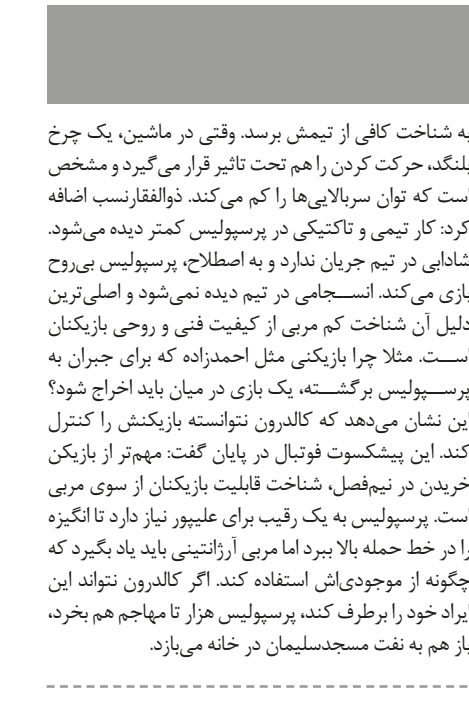 به شناخت کافی از تیمش برسد. وقتی در ماشین، یک چرخ
بلنگد، حرکت کردن را هم تحت تاثیر قرار می‌گیرد و مشخص
است که توان سربالایی‌ها را کم می‌کند. ذوالفقارنسب اضافه
کرد: کار تیمی و تاکتیکی در پرسپولیس کمتر دیده می‌شود.
شادابی در تیم جریان ندارد و به اصطلاح، پرسپولیس بی‌روح
بازی می‌کند. انسـجامی در تیم دیده نمی‌شود و اصلی‌ترین
دلیل آن شناخت کم مربی از کیفیت فنی و روحی بازیکنان
اسـت. مثلا چرا بازیکنی مثل احمدزاده که برای جبران به
پرسـپولیس برگشـته، یک بازی در میان باید اخراج شود؟
این نشان می‌دهد که کالدرون نتوانسته بازیکنش را کنترل
کند. این پیشکسوت فوتبال در پایان گفت: مهم‌تر از بازیکن
خریدن در نیم‌فصل، شناخت قابلیت بازیکنان از سوی مربی
است. پرسپولیس به یک رقیب برای علیپور نیاز دارد تا انگیزه
را در خط حمله بالا ببرد اما مربی آرژانتینی باید یاد بگیرد که
چگونه از موجودی‌اش استفاده کند. اگر کالدرون نتواند این
ایراد خود را برطرف کند، پرسپولیس هزار تا مهاجم هم بخرد،
باز هم به نفت مسجدسلیمان در خانه می‌بازد.